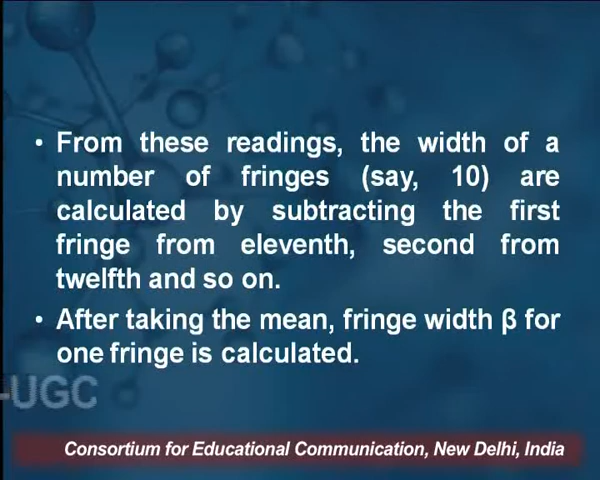 • From these readings, the width of a
number of fringes (say, 10) are
calculated by subtracting the first
fringe from eleventh, second from
twelfth and so on.
• After taking the mean, fringe width β for
one fringe is calculated.
-UGC
Consortium for Educational Communication, New Delhi, India